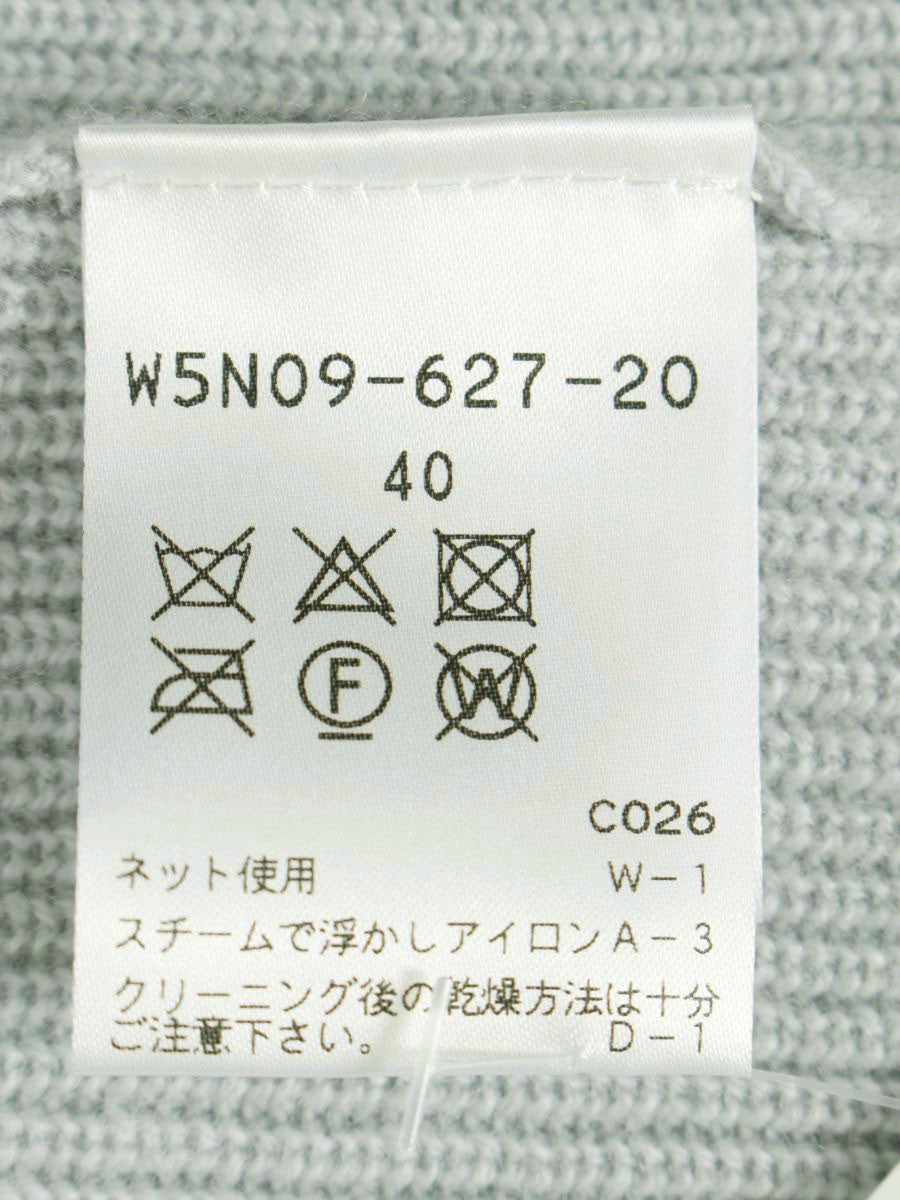 W5N09-627-20
40
F
W
C026
ネット使用 W-1
スチームで浮かしアイロン A-3
クリーニング後の乾燥方法は十分
ご注意下さい。 D-1